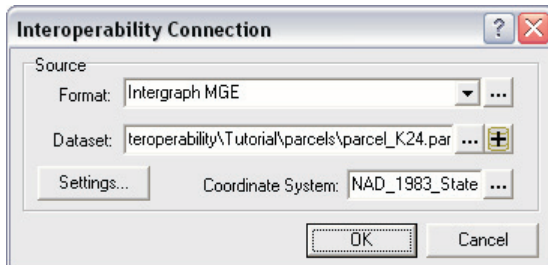 Interoperability Connection
Source
Format: Intergraph MGE
Dataset: teroperability\Tutorial\parcels\parcel_K24.par
Settings... Coordinate System: NAD_1983_State
OK Cancel